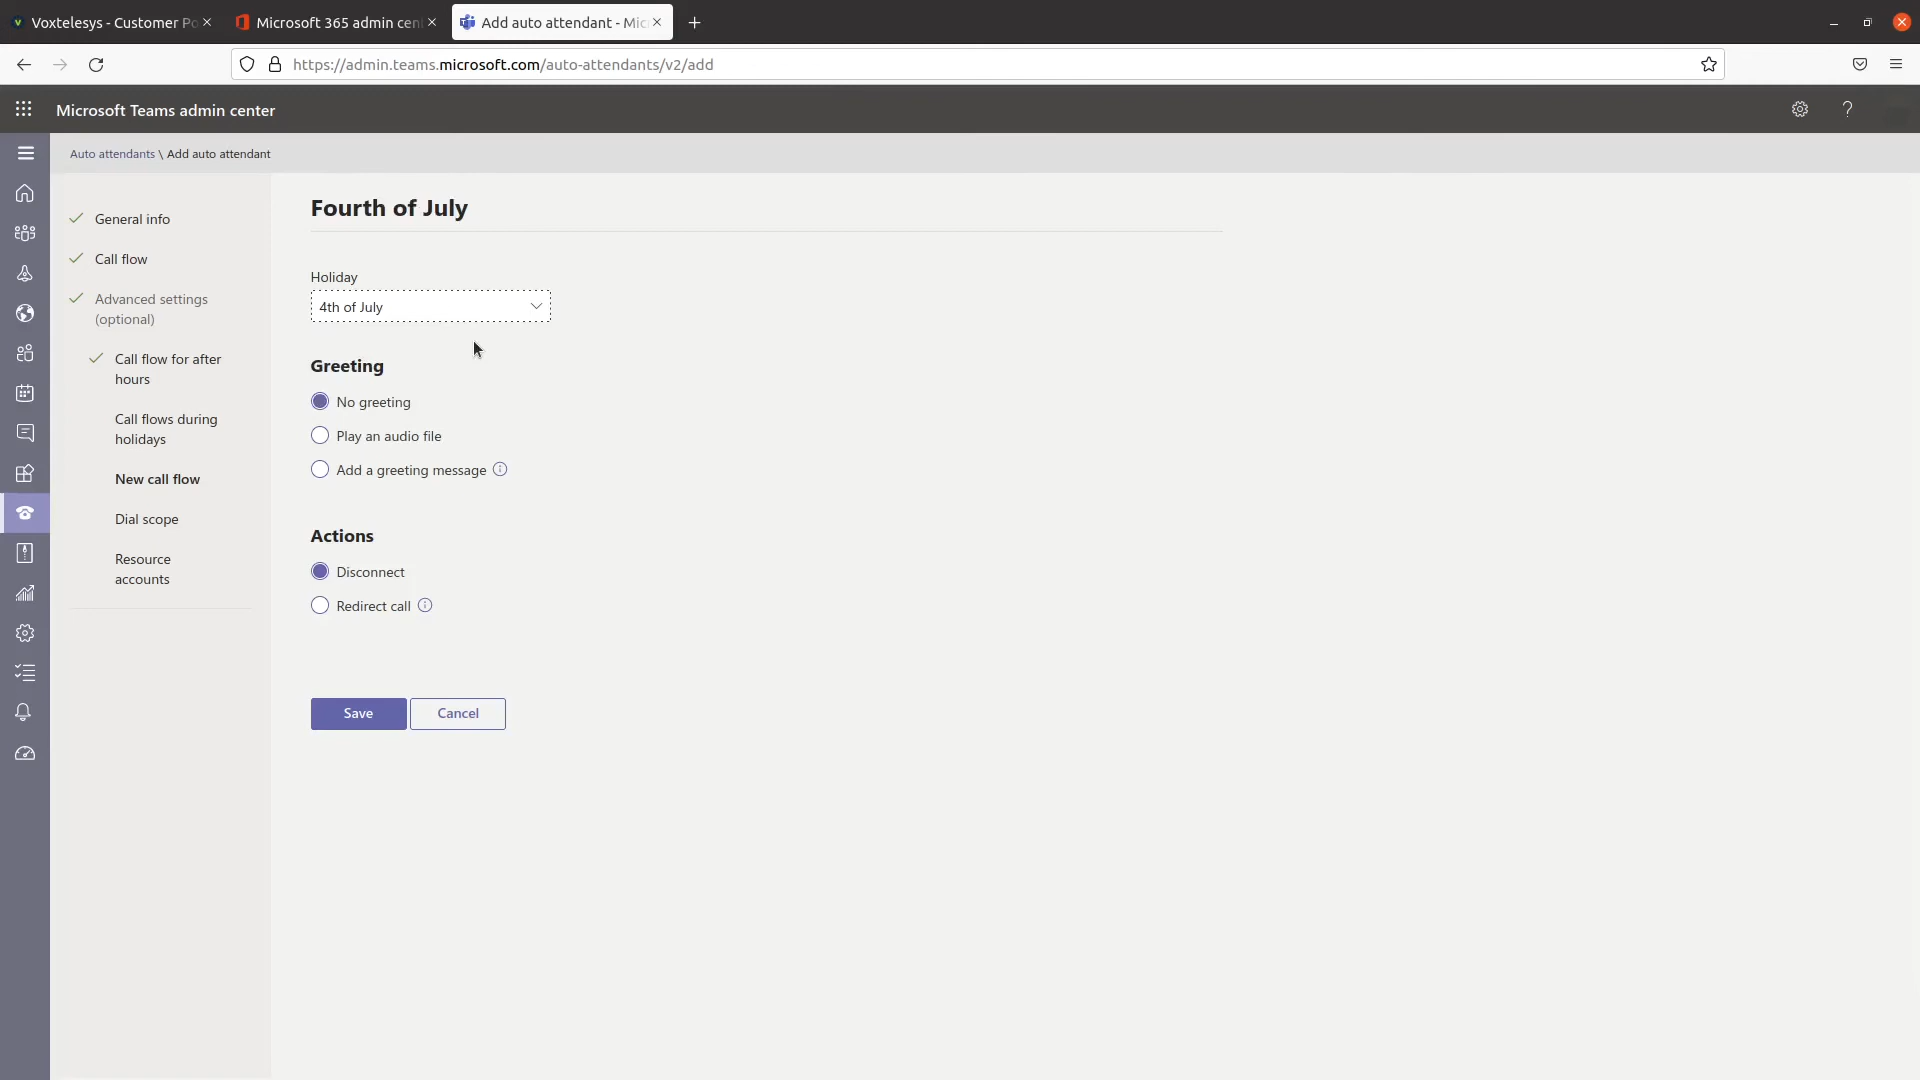 Voxtelesys - Customer Po
Microsoft 365 admin cen
Add auto attendant - Mic
https://admin.teams.microsoft.com/auto-attendants/v2/add
Microsoft Teams admin center
?
Auto attendants \ Add auto attendant
General info
Call flow
Advanced settings
(optional)
Call flow for after
hours
Call flows during
holidays
New call flow
Dial scope
Resource
accounts
Fourth of July
Holiday
4th of July
Greeting
No greeting
Play an audio file
Add a greeting message
Actions
Disconnect
Redirect call
Save
Cancel